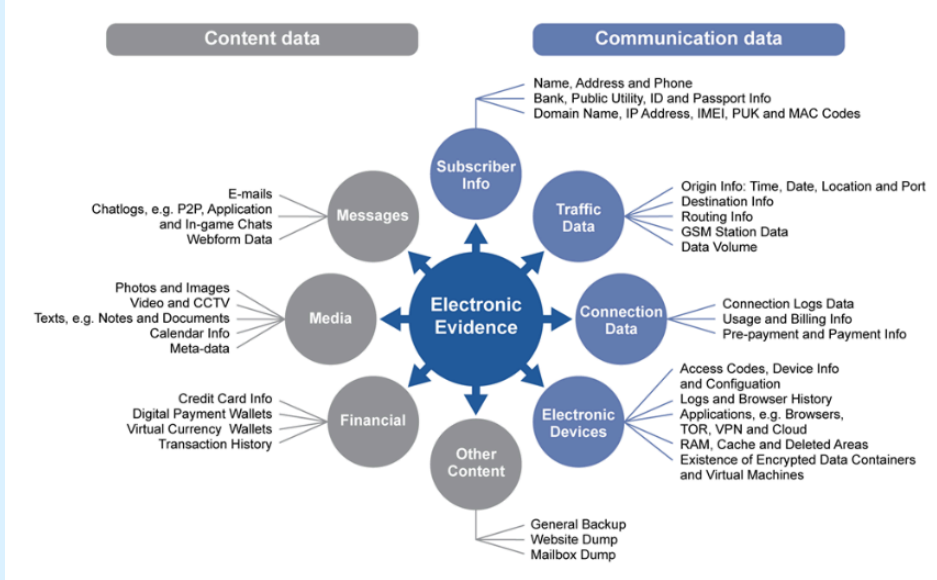 Content data
Communication data
Name, Address and Phone
Bank, Public Utility, ID and Passport Info
Domain Name, IP Address, IMEI, PUK and MAC Codes
Subscriber
Info
E-mails
Chatlogs, e.g. P2P, Application
and In-game Chats
Webform Data
Messages
Traffic
Data
Origin Info: Time, Date, Location and Port
Destination Info
Routing Info
GSM Station Data
Data Volume
Photos and Images
Video and CCTV
Texts, e.g. Notes and Documents
Calendar Info
Meta-data
Media
Electronic
Evidence
Connection
Data
Connection Logs Data
Usage and Billing Info
Pre-payment and Payment Info
Credit Card Info
Digital Payment Wallets
Virtual Currency Wallets
Transaction History
Financial
Electronic
Devices
Access Codes, Device Info
and Configuation
Logs and Browser History
Applications, e.g. Browsers,
TOR, VPN and Cloud
RAM, Cache and Deleted Areas
Existence of Encrypted Data Containers
and Virtual Machines
Other
Content
General Backup
Website Dump
Mailbox Dump